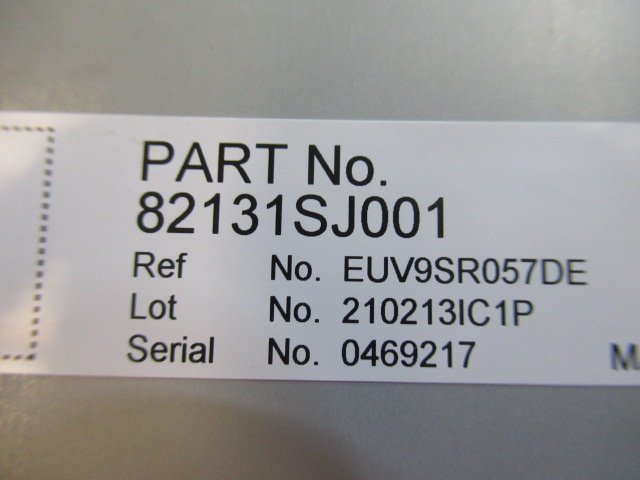 PART No.
82131SJ001
Ref No. EUV9SR057DE
Lot No. 210213IC1P
Serial No. 0469217